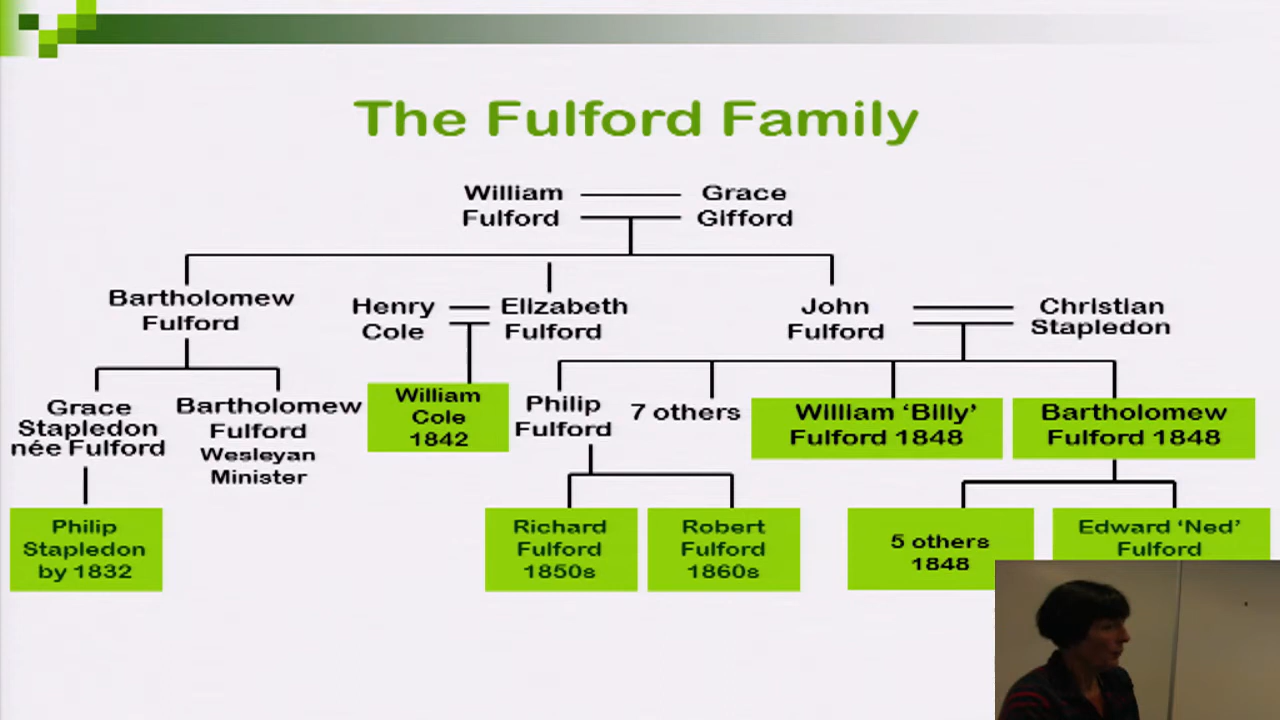 The Fulford Family
William
Fulford
Grace
Gifford
Bartholomew
Fulford
Henry
Cole
Elizabeth
Fulford
John
Fulford
Christian
Stapledon
Grace
Stapledon
née Fulford
Bartholomew
Fulford
Wesleyan
Minister
William
Cole
1842
Philip
Fulford
7 others
William ‘Billy’
Fulford 1848
Bartholomew
Fulford 1848
Philip
Stapledon
by 1832
Richard
Fulford
1850s
Robert
Fulford
1860s
5 others
1848
Edward ‘Ned’
Fulford